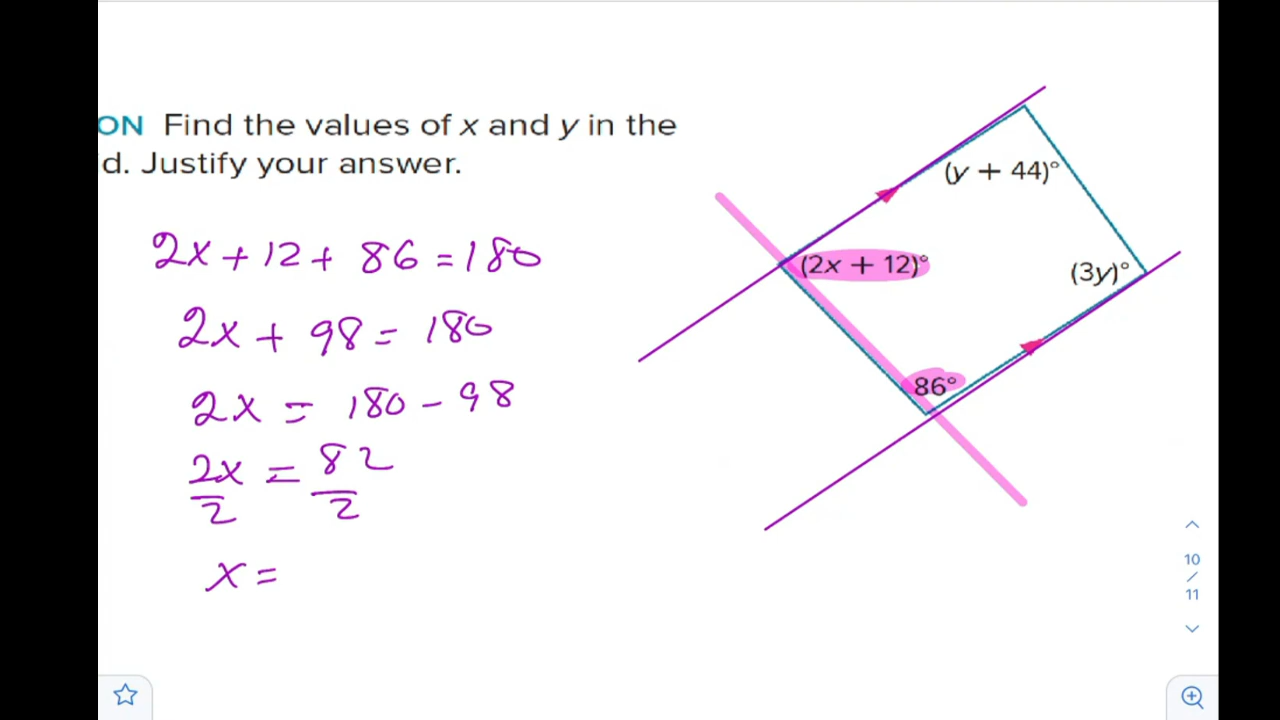 ON Find the values of x and y in the
d. Justify your answer.
2x + 12 + 86 = 180
2x + 98 = 180
2x = 180 - 98
2x/2 = 82/2
x =
(y + 44)°
(2x + 12)°
(3y)°
86°
10
/
11